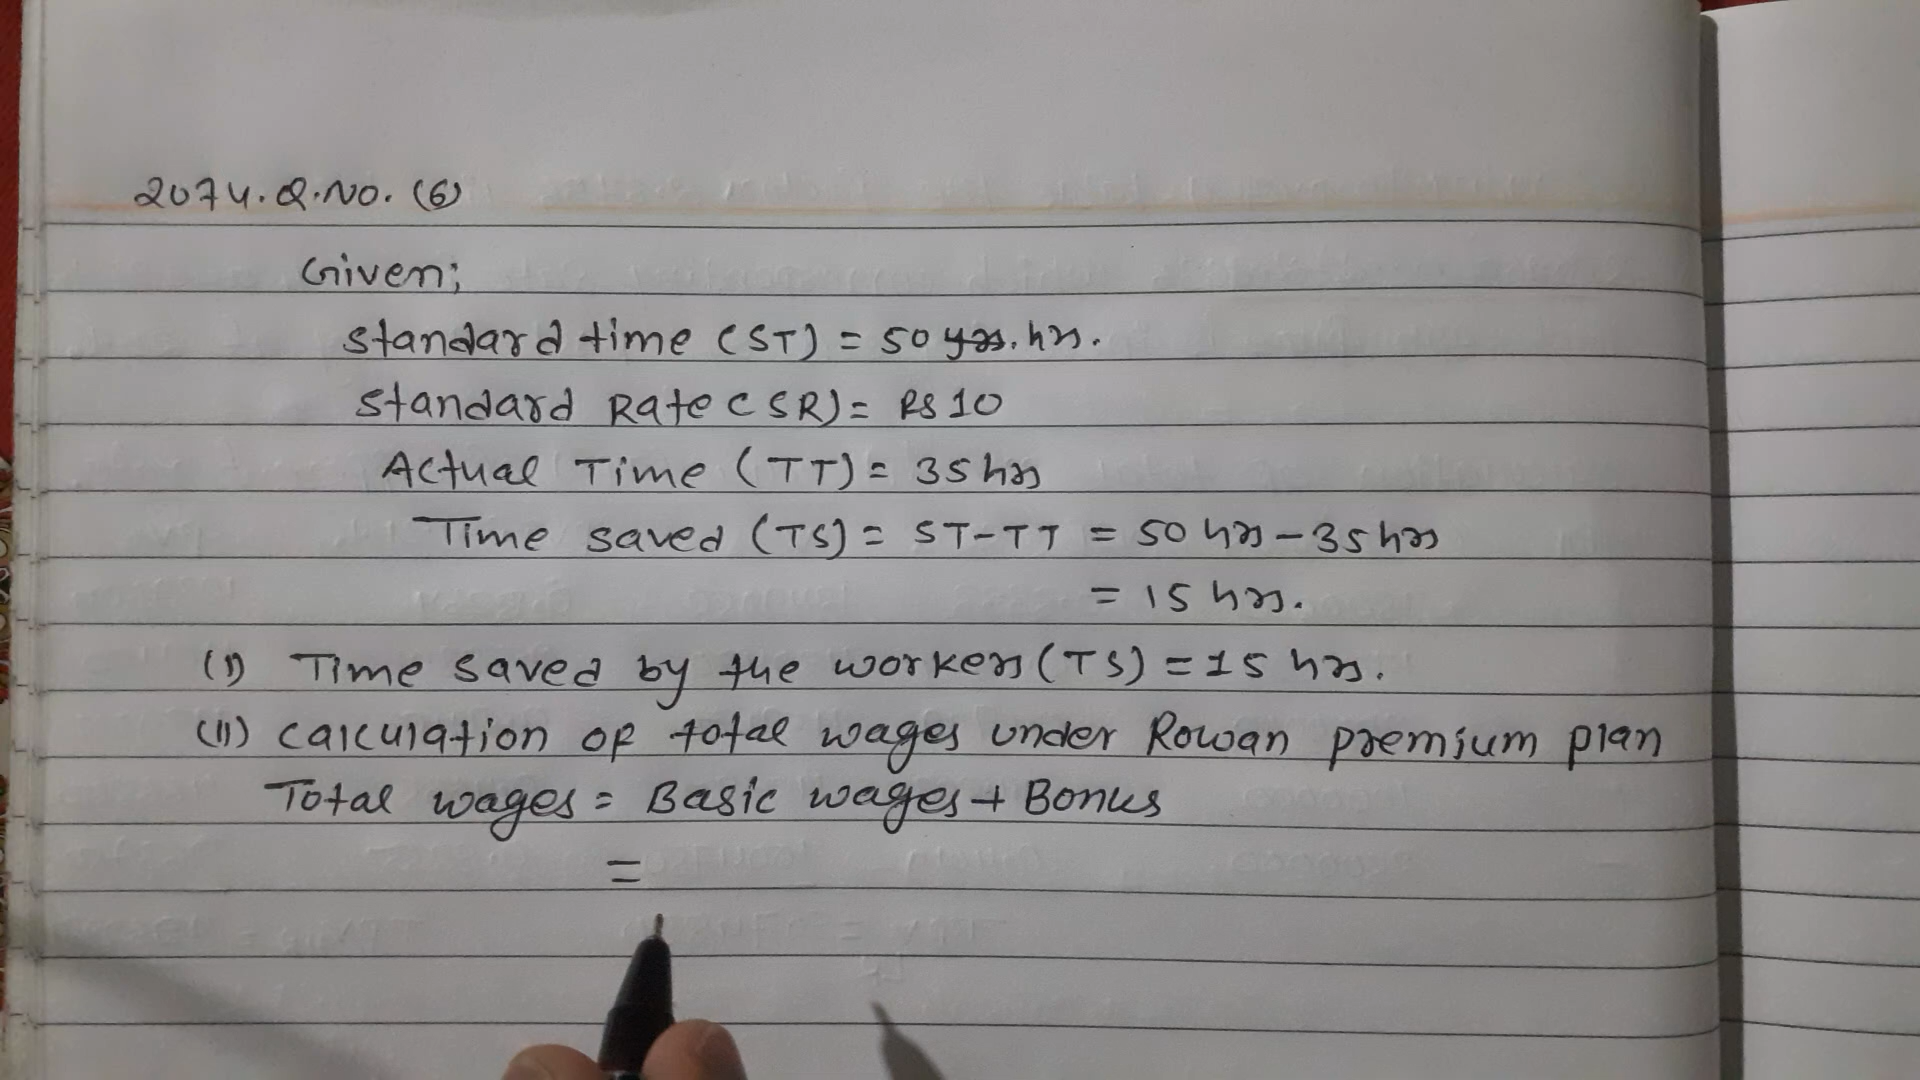 2074. Q. No. (6)
Given;
Standard time (ST) = 50 yrs. hrs.
Standard Rate (SR) = RS 10
Actual Time (TT) = 35 hrs
Time saved (TS) = ST-TT = 50 hrs - 35 hrs
= 15 hrs.
(I) Time saved by the workers (TS) = 15 hrs.
(II) Calculation of total wages under Rowan premium plan
Total wages = Basic wages + Bonus
=